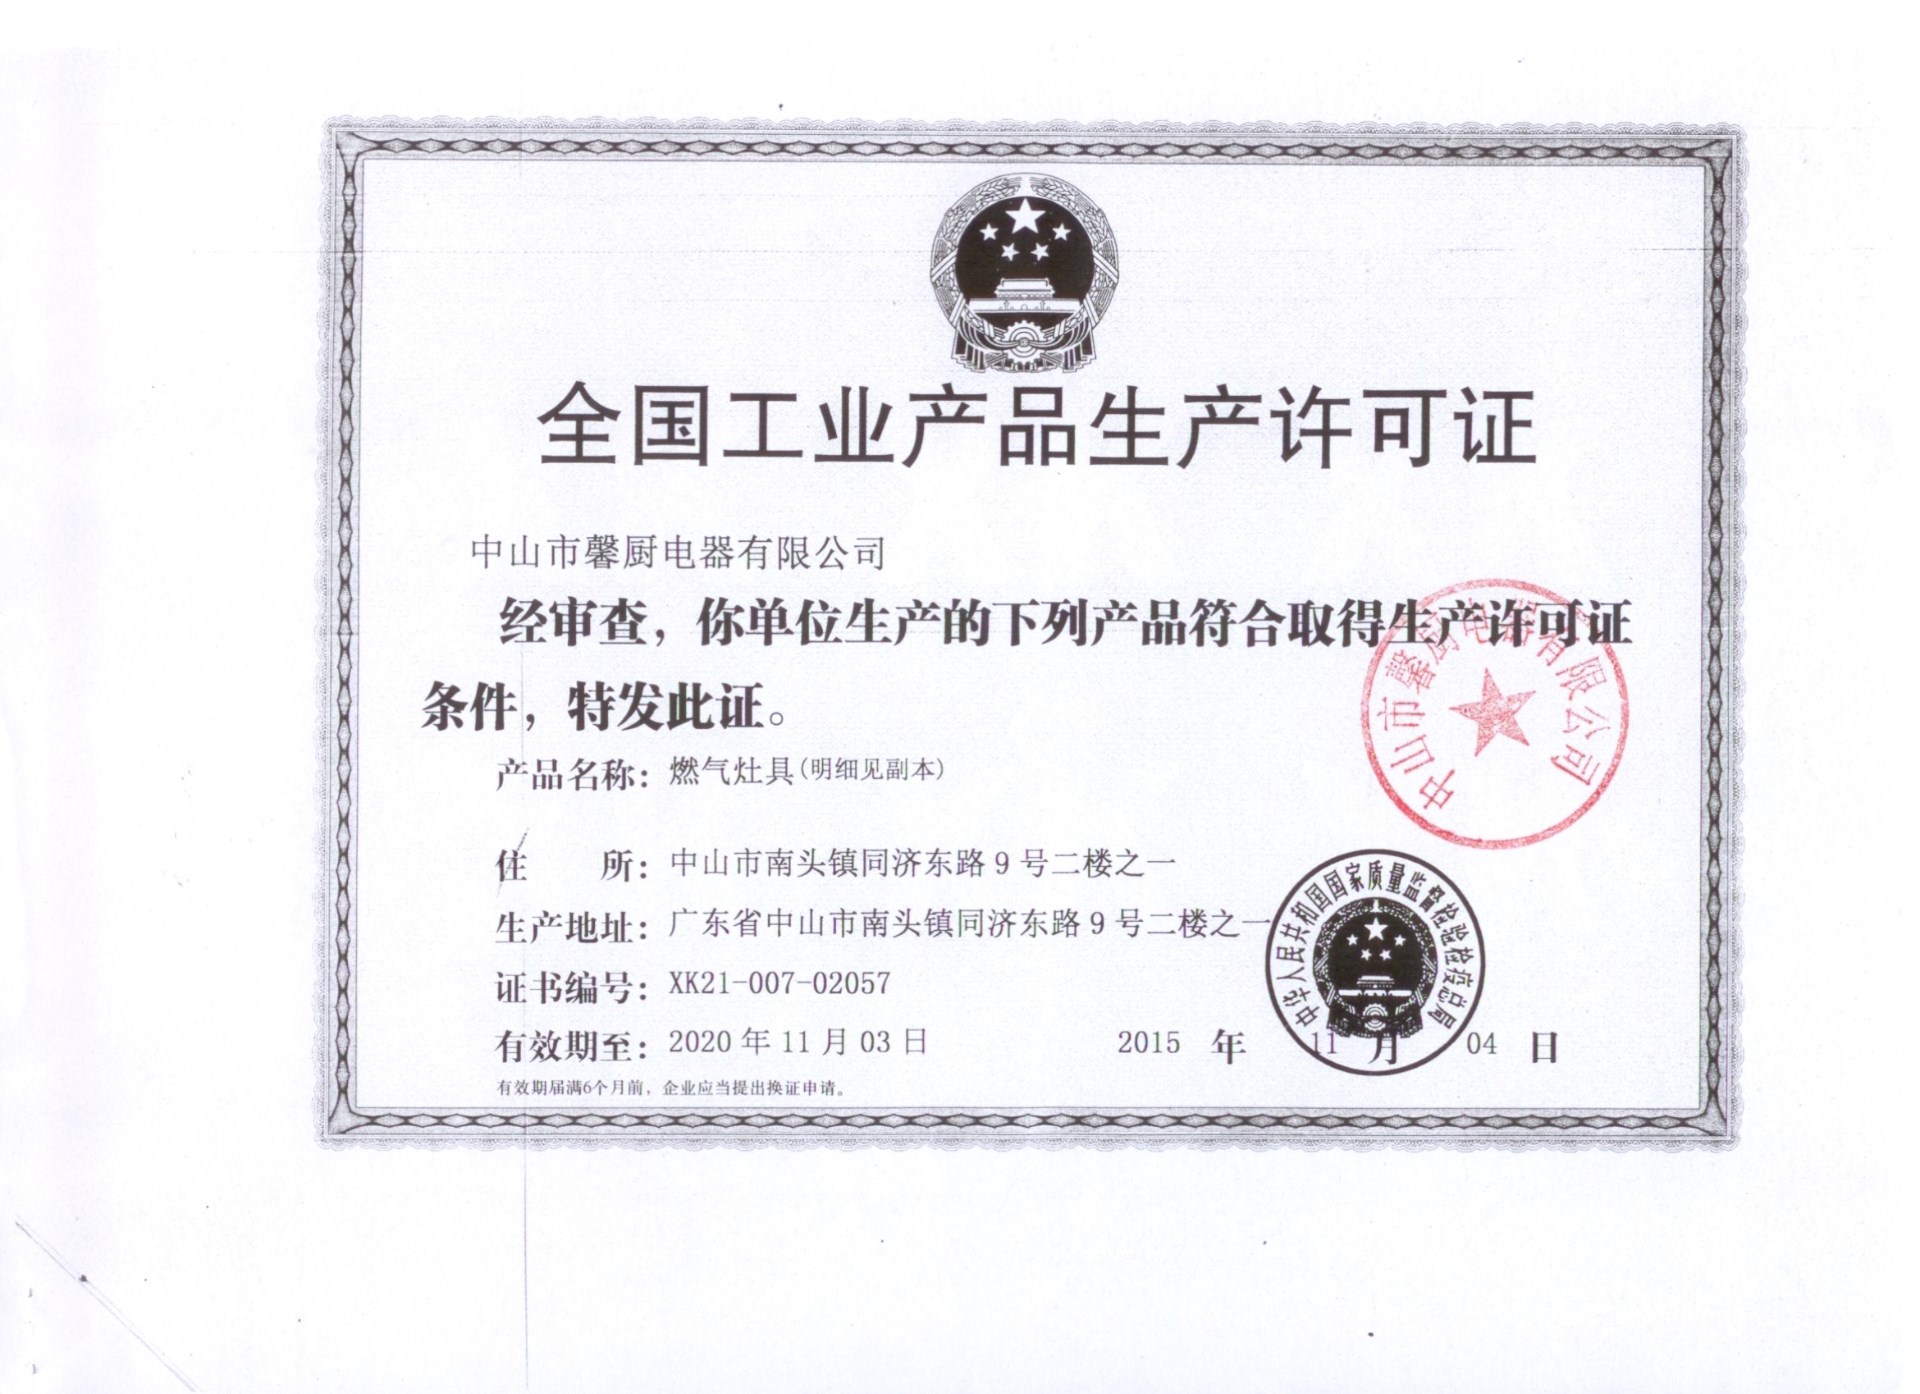 全国工业产品生产许可证
中山市馨厨电器有限公司
经审查，你单位生产的下列产品符合取得生产许可证
条件，特发此证。
产品名称：燃气灶具(明细见副本)
住 所：中山市南头镇同济东路9号二楼之一
生产地址：广东省中山市南头镇同济东路9号二楼之一
证书编号：XK21-007-02057
有效期至：2020年11月03日
2015 年 11 月 04 日
有效期届满6个月前，企业应当提出换证申请。
中山市馨厨电器有限公司
中华人民共和国国家质量监督检验检疫总局